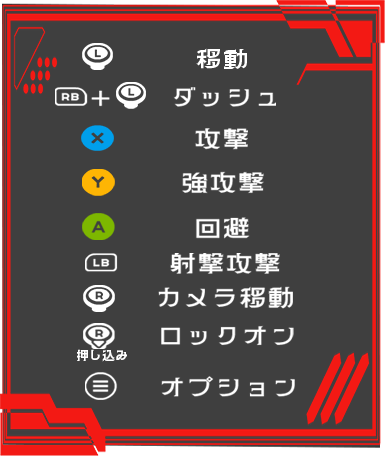 L 移動
RB + L ダッシュ
X 攻撃
Y 強攻撃
A 回避
LB 射撃攻撃
R カメラ移動
R ロックオン
押し込み
オプション